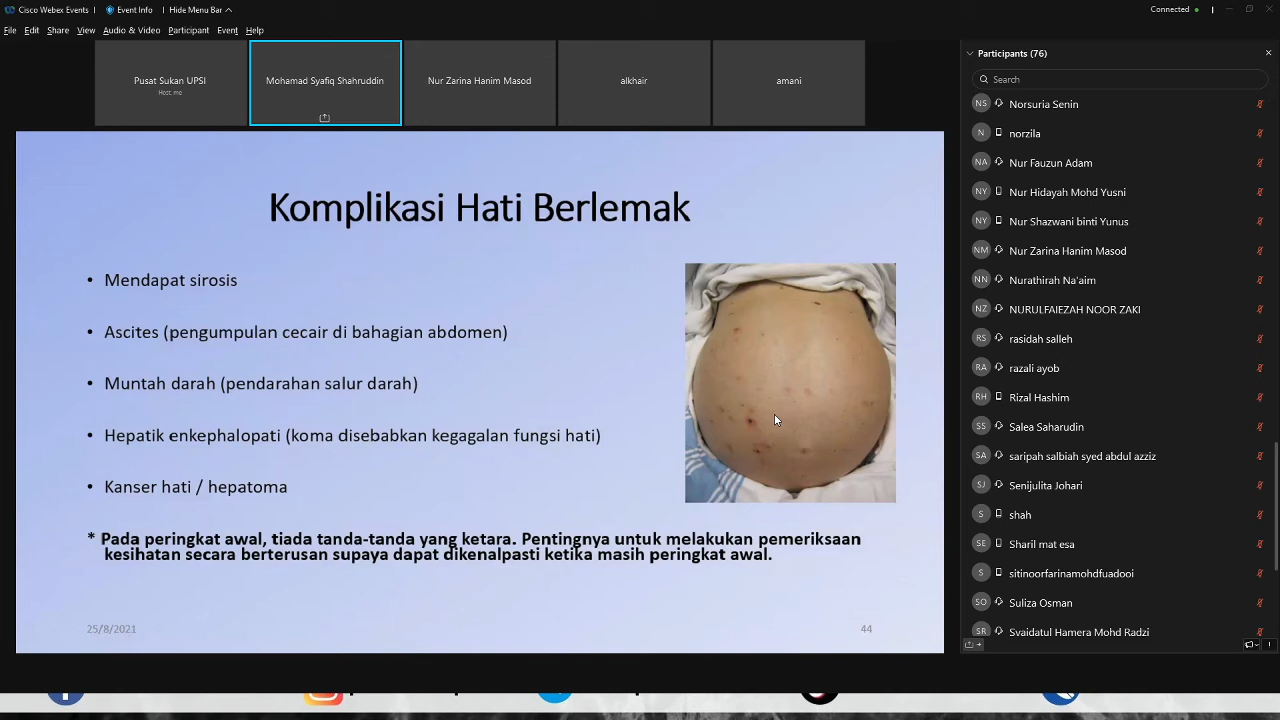 Cisco Webex Events
Event Info
Hide Menu Bar
Connected
File Edit Share View Audio & Video Participant Event Help
Pusat Sukan UPSI
Host, me
Mohamad Syafiq Shahruddin
Nur Zarina Hanim Masod
alkhair
amani
Komplikasi Hati Berlemak
• Mendapat sirosis
• Ascites (pengumpulan cecair di bahagian abdomen)
• Muntah darah (pendarahan salur darah)
• Hepatik enkephalopati (koma disebabkan kegagalan fungsi hati)
• Kanser hati / hepatoma
* Pada peringkat awal, tiada tanda-tanda yang ketara. Pentingnya untuk melakukan pemeriksaan
kesihatan secara berterusan supaya dapat dikenalpasti ketika masih peringkat awal.
25/8/2021
44
Participants (76)
Search
NS Norsuria Senin
N norzila
NA Nur Fauzun Adam
NY Nur Hidayah Mohd Yusni
NY Nur Shazwani binti Yunus
NM Nur Zarina Hanim Masod
NN Nurathirah Na'aim
NZ NURULFAIEZAH NOOR ZAKI
RS rasidah salleh
RA razali ayob
RH Rizal Hashim
SS Salea Saharudin
SA saripah salbiah syed abdul azziz
SJ Senijulita Johari
S shah
SE Sharil mat esa
S sitinoorfarinamohdfuadooi
SO Suliza Osman
SR Svaidatul Hamera Mohd Radzi